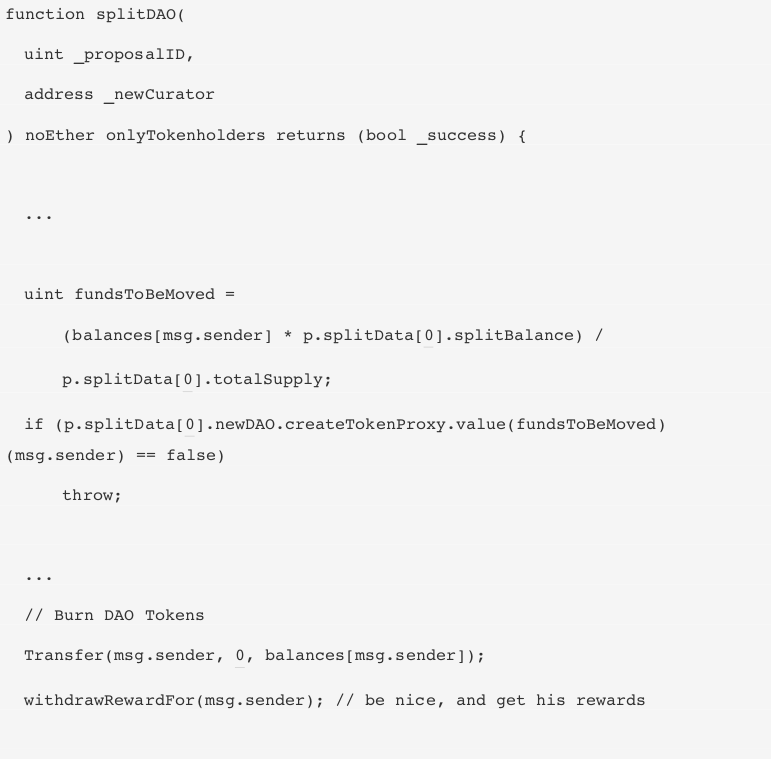 function splitDAO(
uint _proposalID,
address _newCurator
) noEther onlyTokenholders returns (bool _success) {
...
uint fundsToBeMoved =
(balances[msg.sender] * p.splitData[0].splitBalance) /
p.splitData[0].totalSupply;
if (p.splitData[0].newDAO.createTokenProxy.value(fundsToBeMoved)
(msg.sender) == false)
throw;
...
// Burn DAO Tokens
Transfer(msg.sender, 0, balances[msg.sender]);
withdrawRewardFor(msg.sender); // be nice, and get his rewards